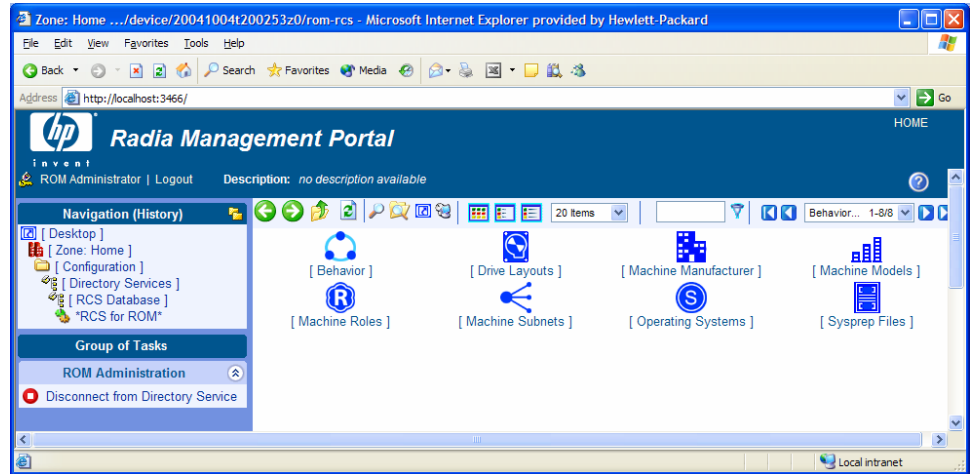 Zone: Home .../device/20041004t200253z0/rom-rcs - Microsoft Internet Explorer provided by Hewlett-Packard
File Edit View Favorites Tools Help
Back Search Favorites Media
Address http://localhost:3466/ Go
hp
invent
Radia Management Portal
HOME
ROM Administrator | Logout Description: no description available
Navigation (History)
20 Items
Behavior... 1-8/8
[ Desktop ]
[ Zone: Home ]
[ Configuration ]
[ Directory Services ]
[ RCS Database ]
*RCS for ROM*
[ Behavior ] [ Drive Layouts ] [ Machine Manufacturer ] [ Machine Models ]
[ Machine Roles ] [ Machine Subnets ] [ Operating Systems ] [ Sysprep Files ]
Group of Tasks
ROM Administration
Disconnect from Directory Service
Local intranet